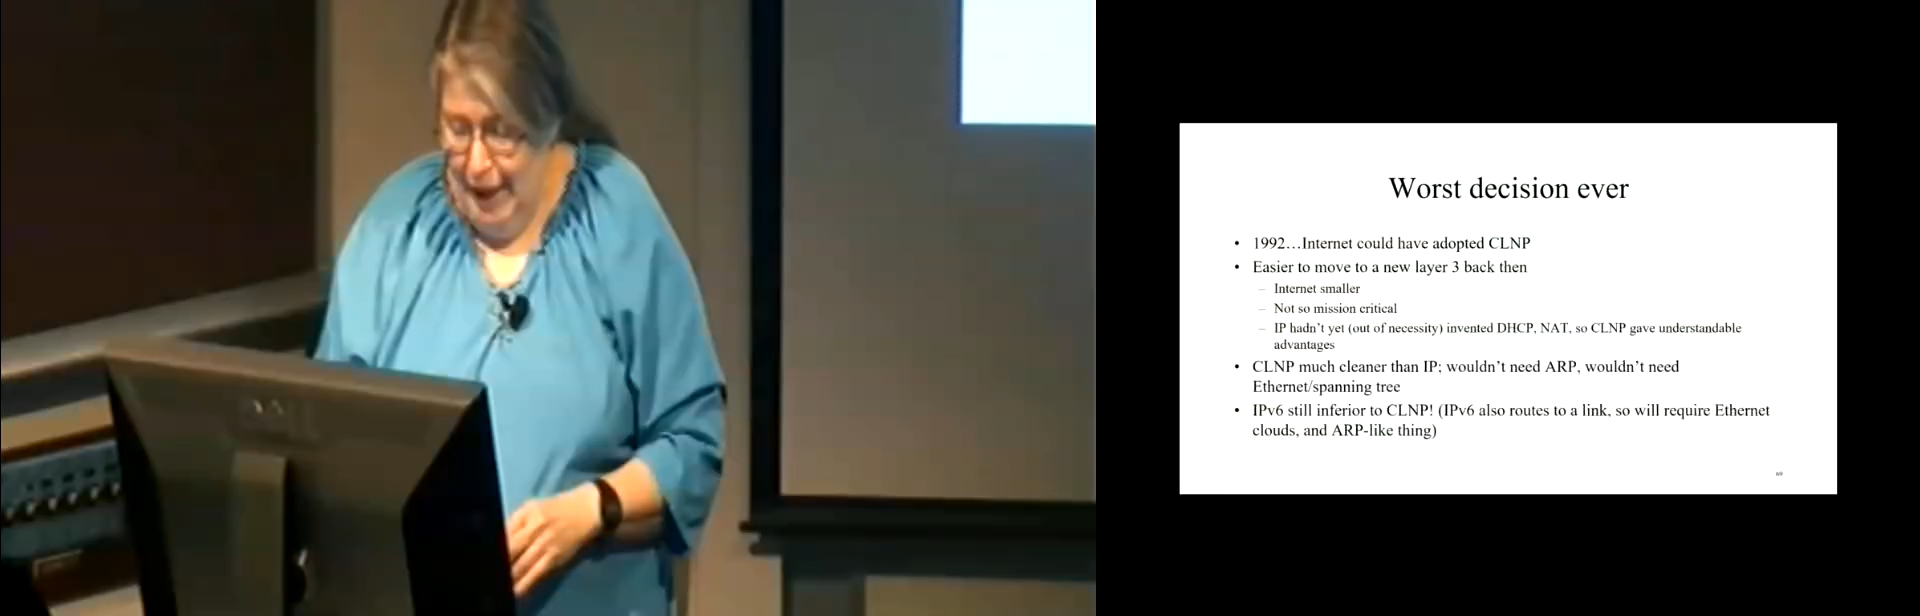 Worst decision ever
• 1992…Internet could have adopted CLNP
• Easier to move to a new layer 3 back then
– Internet smaller
– Not so mission critical
– IP hadn't yet (out of necessity) invented DHCP, NAT, so CLNP gave understandable
advantages
• CLNP much cleaner than IP; wouldn't need ARP, wouldn't need
Ethernet/spanning tree
• IPv6 still inferior to CLNP! (IPv6 also routes to a link, so will require Ethernet
clouds, and ARP-like thing)